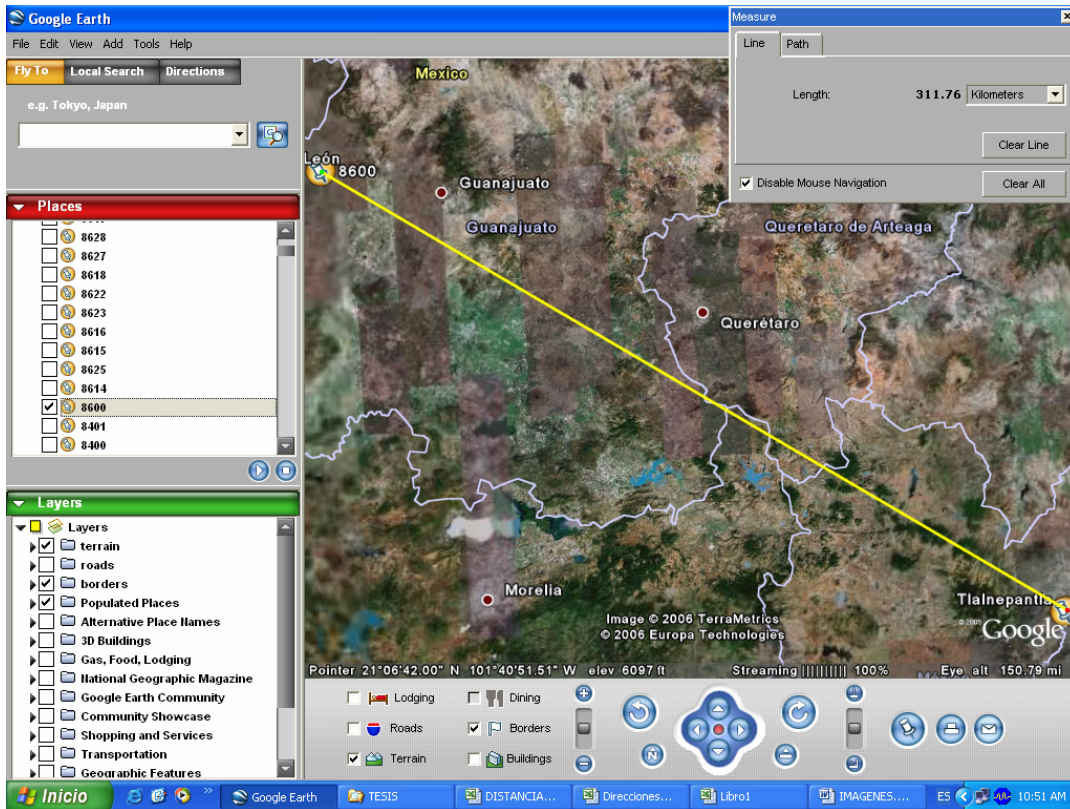 Google Earth
File Edit View Add Tools Help
Fly To Local Search Directions
e.g. Tokyo, Japan
Places
8628
8627
8618
8622
8623
8616
8615
8625
8614
8600
8401
8400
Layers
Layers
terrain
roads
borders
Populated Places
Alternative Place Names
3D Buildings
Gas, Food, Lodging
National Geographic Magazine
Google Earth Community
Community Showcase
Shopping and Services
Transportation
Geographic Features
Measure
Line Path
Length: 311.76 Kilometers
Clear Line
Disable Mouse Navigation Clear All
Mexico
León
8600
Guanajuato
Guanajuato
Queretaro de Arteaga
Querétaro
Morelia
Tlalnepantla
Image © 2006 TerraMetrics
© 2006 Europa Technologies
© 2005 Google
Pointer 21°06'42.00" N 101°40'51.51" W elev 6097 ft Streaming |||||||||| 100% Eye alt 150.79 mi
Lodging Dining
Roads Borders
Terrain Buildings
N
Inicio » Google Earth TESIS DISTANCIA... Direcciones... Libro1 IMAGENES.... ES 10:51 AM